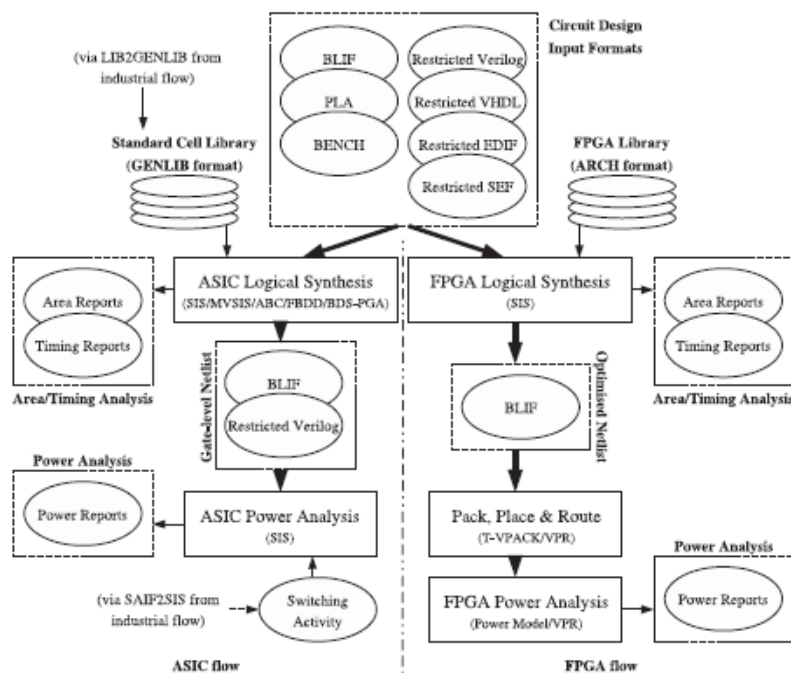 Circuit Design
Input Formats
(via LIB2GENLIB from
industrial flow)
BLIF
PLA
BENCH
Restricted Verilog
Restricted VHDL
Restricted EDIF
Restricted SEF
Standard Cell Library
(GENLIB format)
FPGA Library
(ARCH format)
ASIC Logical Synthesis
(SIS/MVSIS/ABC/FBDD/BDS-PGA)
FPGA Logical Synthesis
(SIS)
Area Reports
Timing Reports
Area/Timing Analysis
Area Reports
Timing Reports
Area/Timing Analysis
Gate-level Netlist
BLIF
Restricted Verilog
BLIF
Optimised Netlist
Power Analysis
Power Reports
ASIC Power Analysis
(SIS)
Pack, Place & Route
(T-VPACK/VPR)
Power Analysis
Power Reports
(via SAIF2SIS from
industrial flow)
Switching
Activity
FPGA Power Analysis
(Power Model/VPR)
ASIC flow
FPGA flow